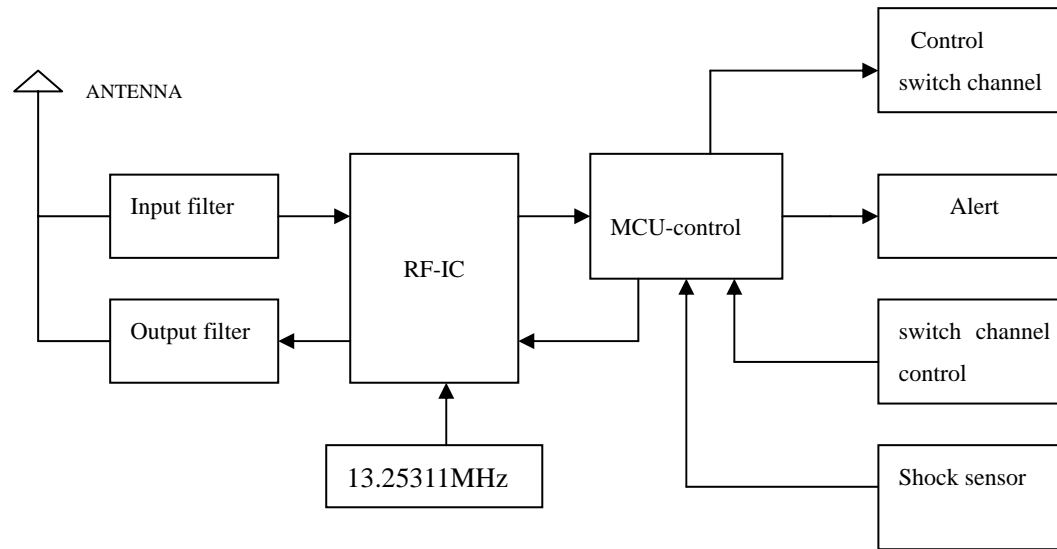 Control
switch channel
ANTENNA
Input filter
Alert
MCU-control
RF-IC
Output filter
switch channel
control
13.25311MHz
Shock sensor